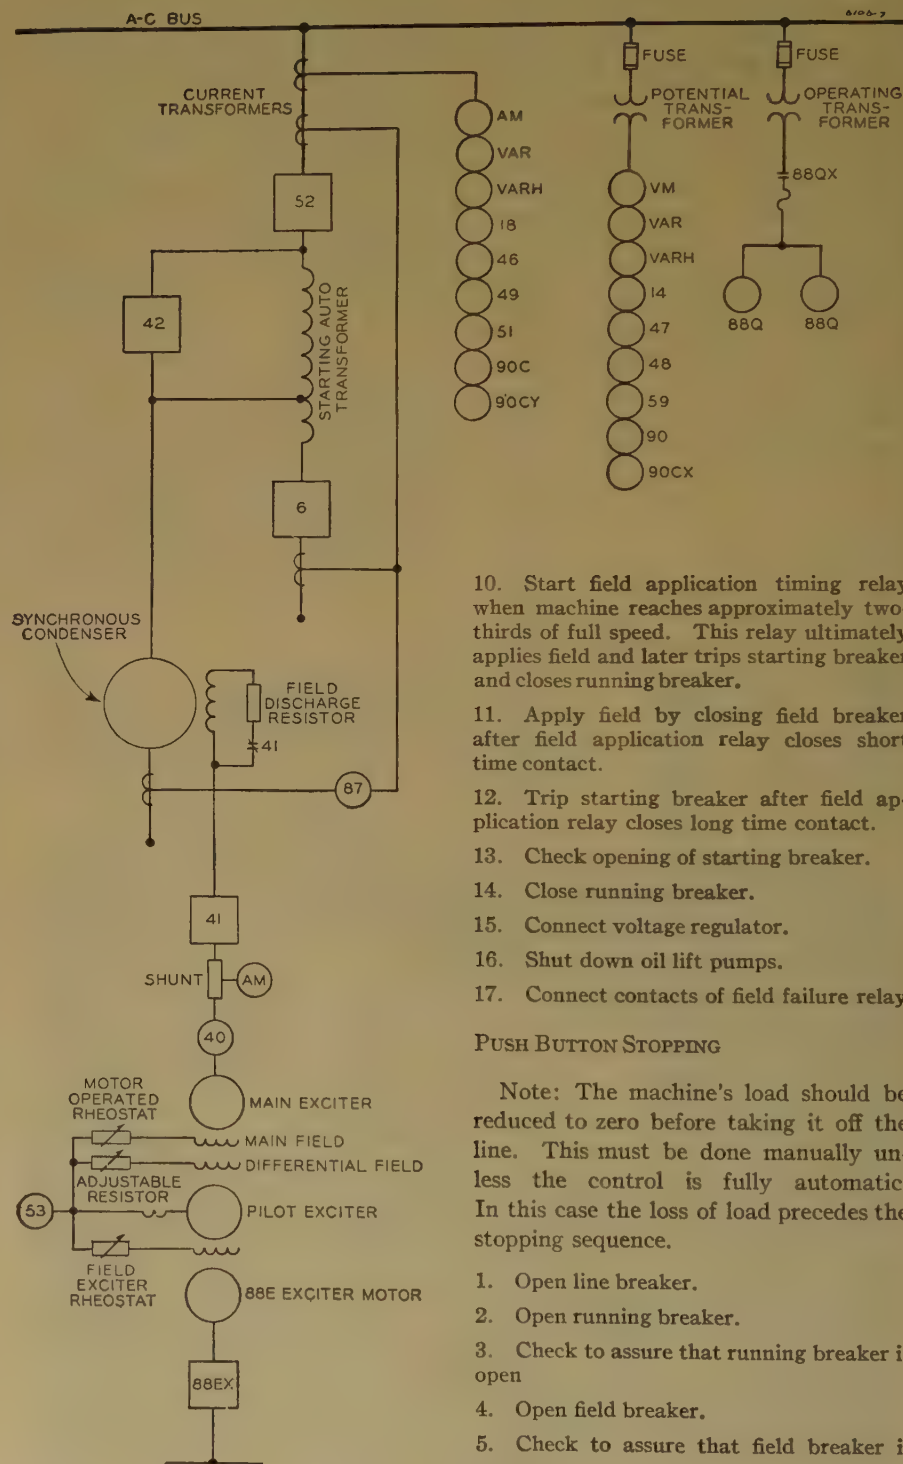 A-C BUS
6106-7
CURRENT
TRANSFORMERS
AM
VAR
VARH
18
46
49
51
90C
90CY
FUSE
POTENTIAL
TRANS-
FORMER
VM
VAR
VARH
14
47
48
59
90
90CX
FUSE
OPERATING
TRANS-
FORMER
88QX
88Q
88Q
52
42
STARTING AUTO
TRANSFORMER
6
SYNCHRONOUS
CONDENSER
FIELD
DISCHARGE
RESISTOR
41
87
41
SHUNT
AM
40
MOTOR
OPERATED
RHEOSTAT
MAIN EXCITER
MAIN FIELD
DIFFERENTIAL FIELD
ADJUSTABLE
RESISTOR
53
PILOT EXCITER
FIELD
EXCITER
RHEOSTAT
88E EXCITER MOTOR
88EX
10. Start field application timing relay
when machine reaches approximately two-
thirds of full speed. This relay ultimately
applies field and later trips starting breaker
and closes running breaker.
11. Apply field by closing field breaker
after field application relay closes short
time contact.
12. Trip starting breaker after field ap-
plication relay closes long time contact.
13. Check opening of starting breaker.
14. Close running breaker.
15. Connect voltage regulator.
16. Shut down oil lift pumps.
17. Connect contacts of field failure relay
PUSH BUTTON STOPPING
Note: The machine's load should be
reduced to zero before taking it off the
line. This must be done manually un-
less the control is fully automatic
In this case the loss of load precedes the
stopping sequence.
1. Open line breaker.
2. Open running breaker.
3. Check to assure that running breaker i
open
4. Open field breaker.
5. Check to assure that field breaker i